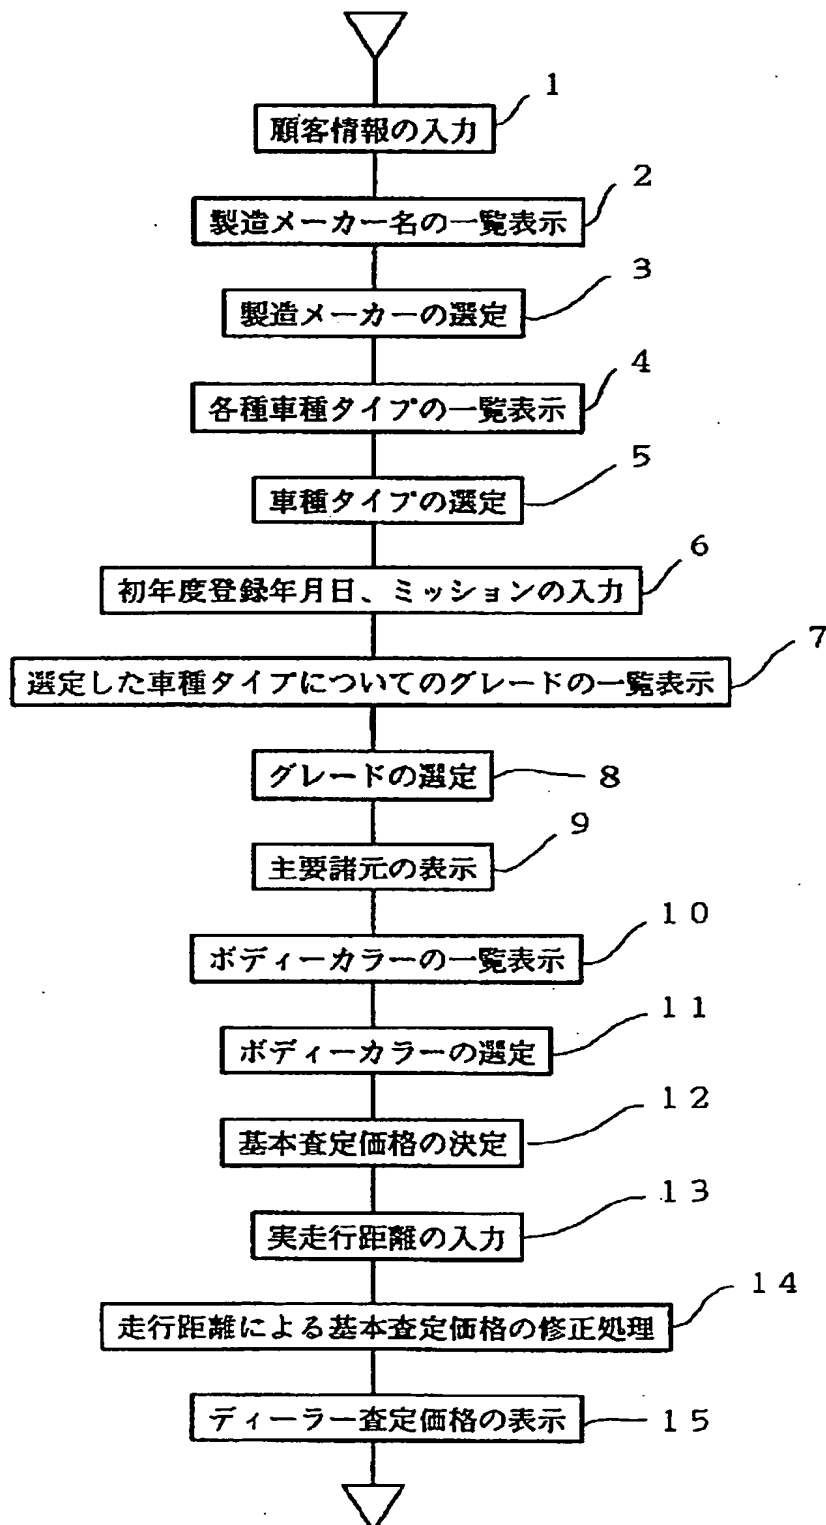 1
顧客情報の入力
2
製造メーカー名の一覧表示
3
製造メーカーの選定
4
各種車種タイプの一覧表示
5
車種タイプの選定
6
初年度登録年月日、ミッションの入力
7
選定した車種タイプについてのグレードの一覧表示
グレードの選定
8
9
主要諸元の表示
10
ボディーカラーの一覧表示
11
ボディーカラーの選定
12
基本査定価格の決定
13
実走行距離の入力
14
走行距離による基本査定価格の修正処理
ディーラー査定価格の表示
15